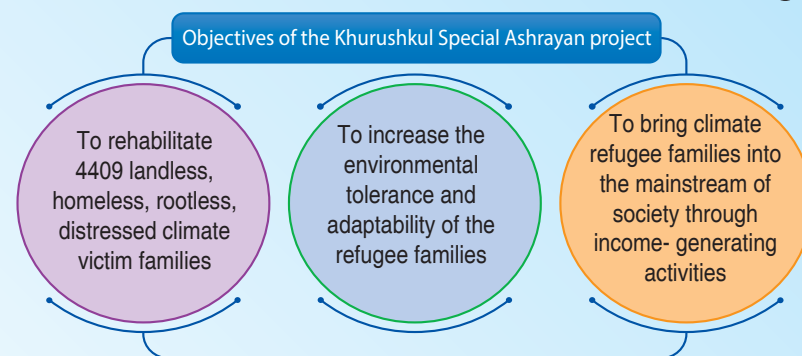 Objectives of the Khurushkul Special Ashrayan project
To rehabilitate
4409 landless,
homeless, rootless,
distressed climate
victim families
To increase the
environmental
tolerance and
adaptability of the
refugee families
To bring climate
refugee families into
the mainstream of
society through
income- generating
activities